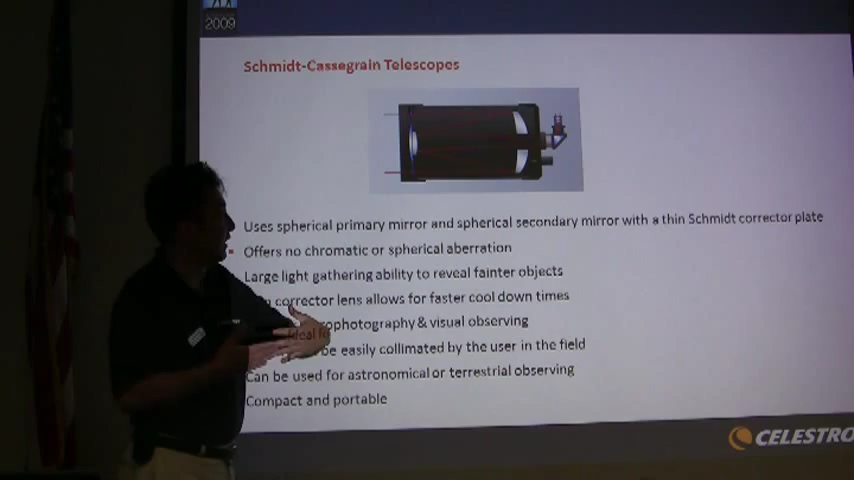 2009
Schmidt-Cassegrain Telescopes
Uses spherical primary mirror and spherical secondary mirror with a thin Schmidt corrector plate
Offers no chromatic or spherical aberration
Large light gathering ability to reveal fainter objects
corrector lens allows for faster cool down times
Ideal fo rophotography & visual observing
be easily collimated by the user in the field
Can be used for astronomical or terrestrial observing
Compact and portable
CELESTRO